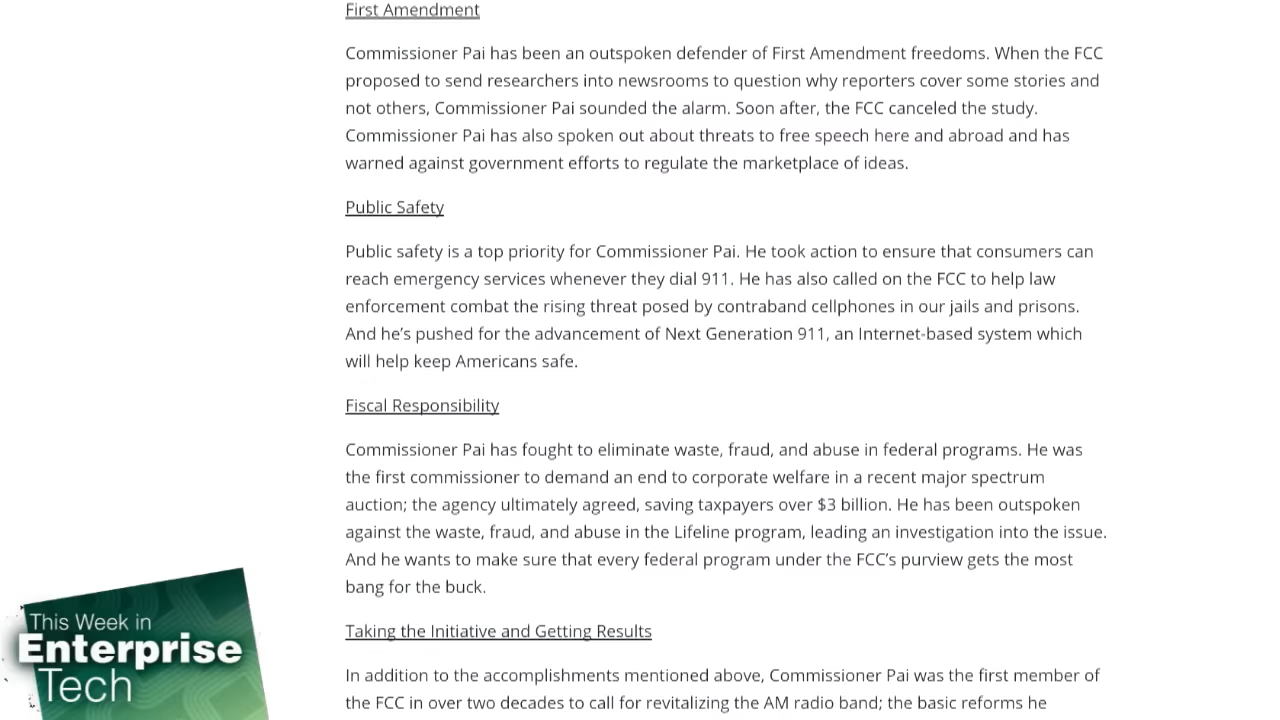 First Amendment
Commissioner Pai has been an outspoken defender of First Amendment freedoms. When the FCC
proposed to send researchers into newsrooms to question why reporters cover some stories and
not others, Commissioner Pai sounded the alarm. Soon after, the FCC canceled the study.
Commissioner Pai has also spoken out about threats to free speech here and abroad and has
warned against government efforts to regulate the marketplace of ideas.
Public Safety
Public safety is a top priority for Commissioner Pai. He took action to ensure that consumers can
reach emergency services whenever they dial 911. He has also called on the FCC to help law
enforcement combat the rising threat posed by contraband cellphones in our jails and prisons.
And he’s pushed for the advancement of Next Generation 911, an Internet-based system which
will help keep Americans safe.
Fiscal Responsibility
Commissioner Pai has fought to eliminate waste, fraud, and abuse in federal programs. He was
the first commissioner to demand an end to corporate welfare in a recent major spectrum
auction; the agency ultimately agreed, saving taxpayers over $3 billion. He has been outspoken
against the waste, fraud, and abuse in the Lifeline program, leading an investigation into the issue.
And he wants to make sure that every federal program under the FCC’s purview gets the most
bang for the buck.
Taking the Initiative and Getting Results
In addition to the accomplishments mentioned above, Commissioner Pai was the first member of
the FCC in over two decades to call for revitalizing the AM radio band; the basic reforms he
This Week in
Enterprise
Tech